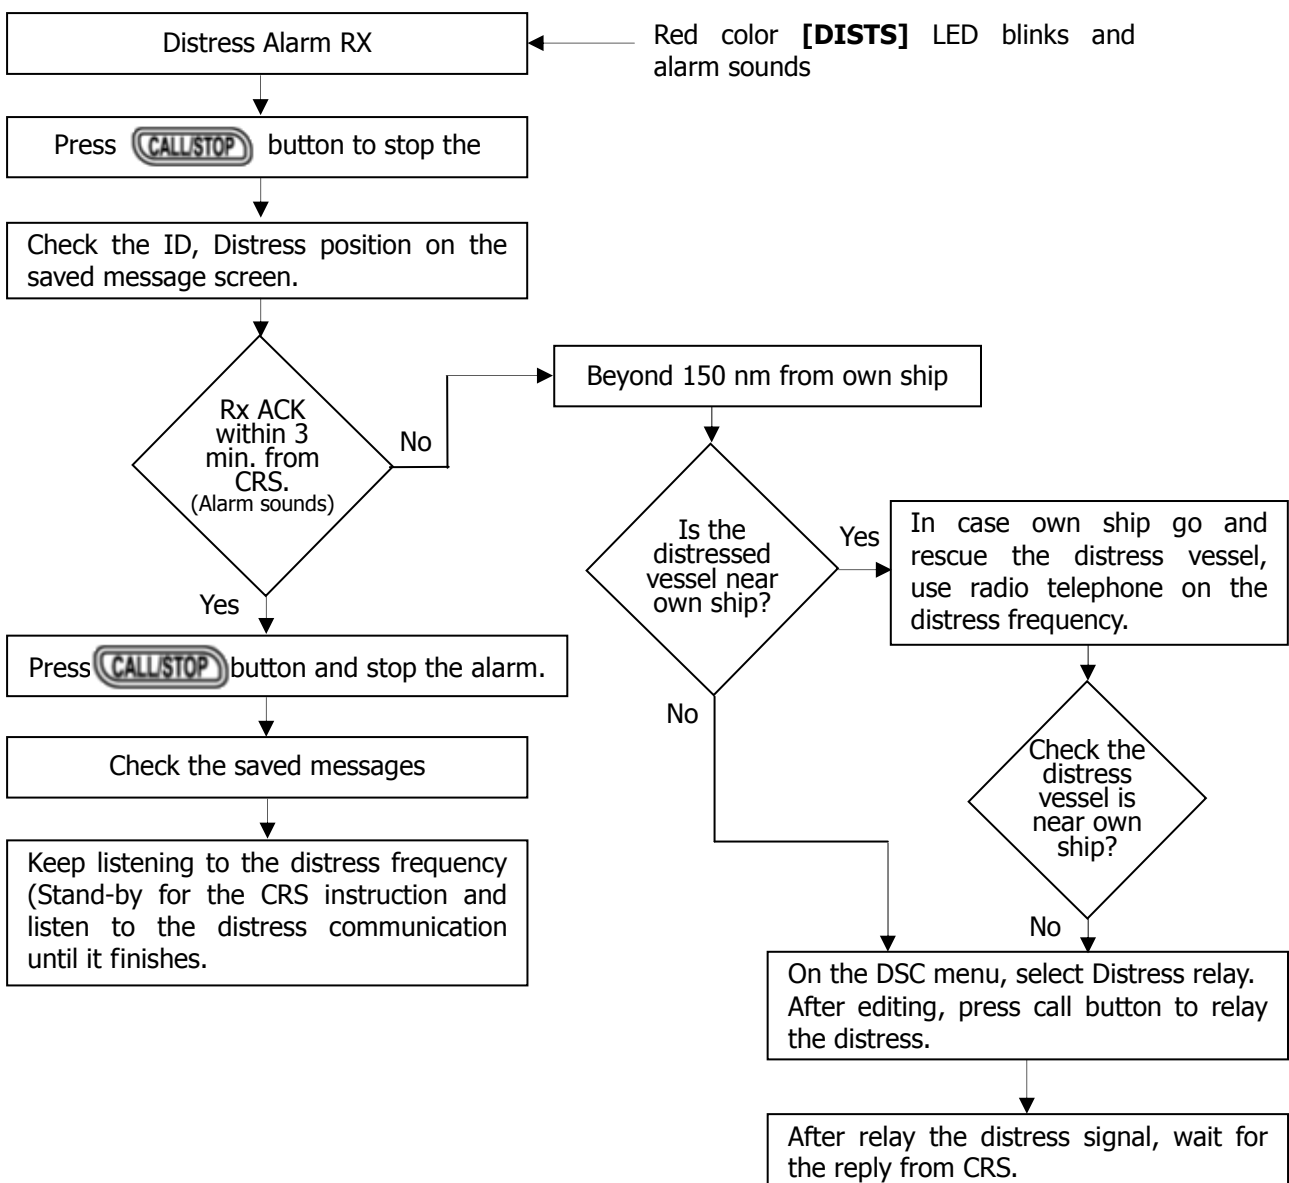 Distress Alarm RX
Red color [DISTS] LED blinks and
alarm sounds
Press CALL/STOP button to stop the
Check the ID, Distress position on the
saved message screen.
Rx ACK
within 3
min. from
CRS.
(Alarm sounds)
No
Beyond 150 nm from own ship
Is the
distressed
vessel near
own ship?
Yes
In case own ship go and
rescue the distress vessel,
use radio telephone on the
distress frequency.
Yes
Press CALL/STOP button and stop the alarm.
No
Check the saved messages
Check the
distress
vessel is
near own
ship?
Keep listening to the distress frequency
(Stand-by for the CRS instruction and
listen to the distress communication
until it finishes.
No
On the DSC menu, select Distress relay.
After editing, press call button to relay
the distress.
After relay the distress signal, wait for
the reply from CRS.